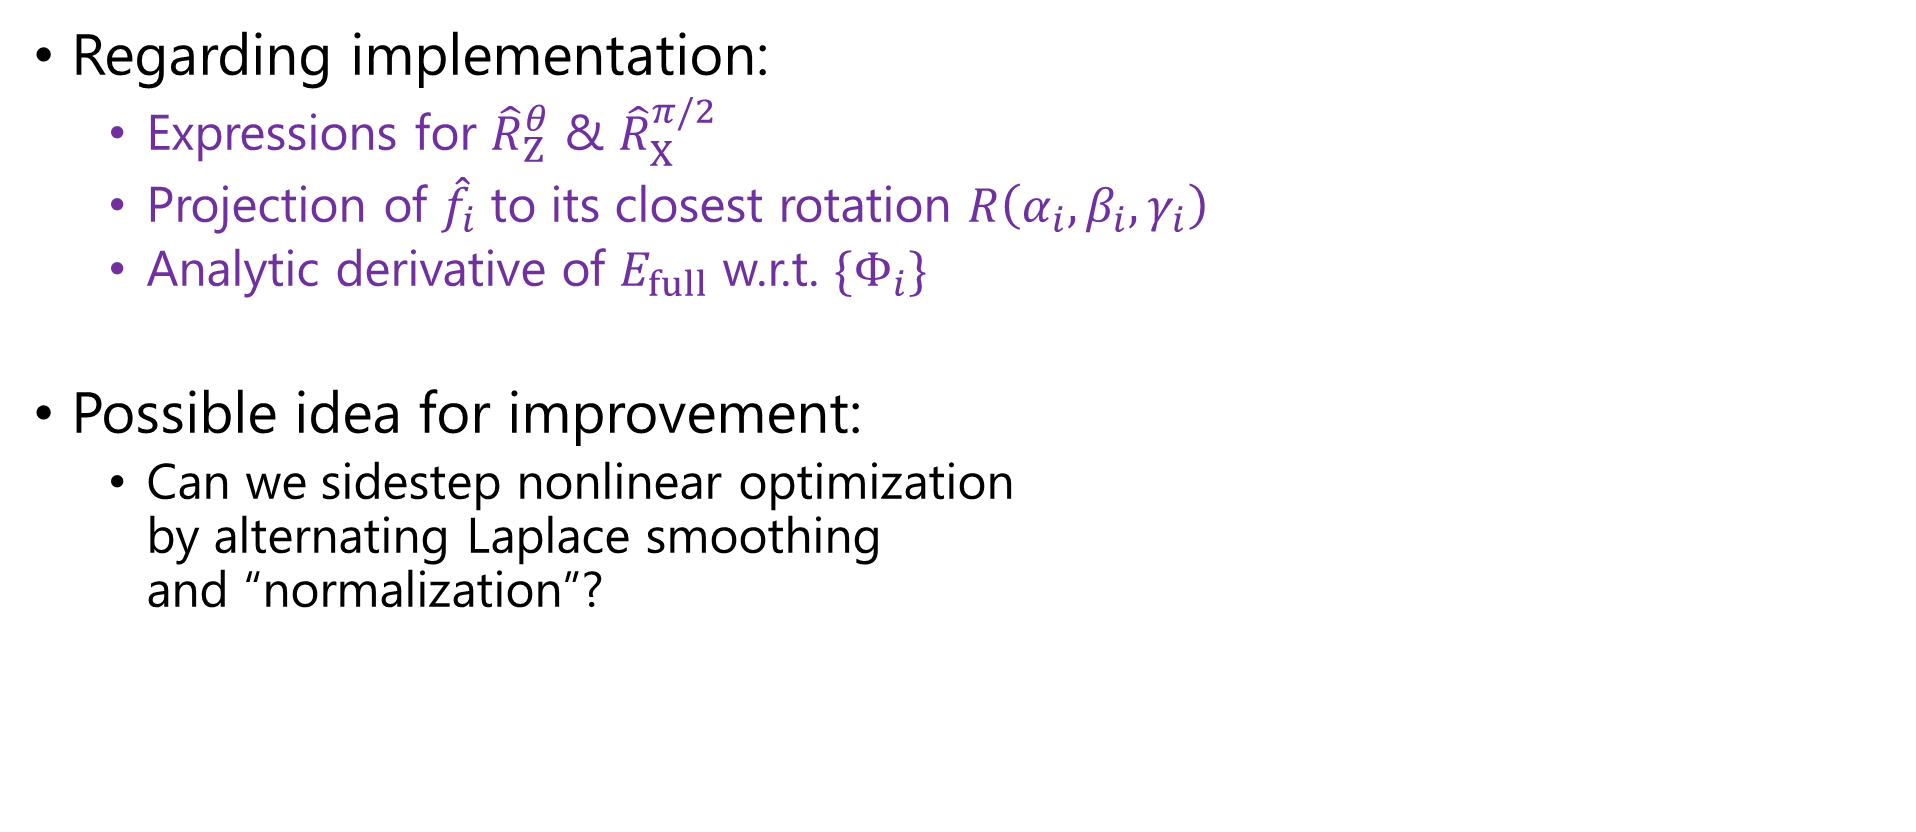 • Regarding implementation:
• Expressions for R̂_Z^θ & R̂_X^{π/2}
• Projection of f̂_i to its closest rotation R(α_i, β_i, γ_i)
• Analytic derivative of E_full w.r.t. {Φ_i}
• Possible idea for improvement:
• Can we sidestep nonlinear optimization
by alternating Laplace smoothing
and “normalization”?